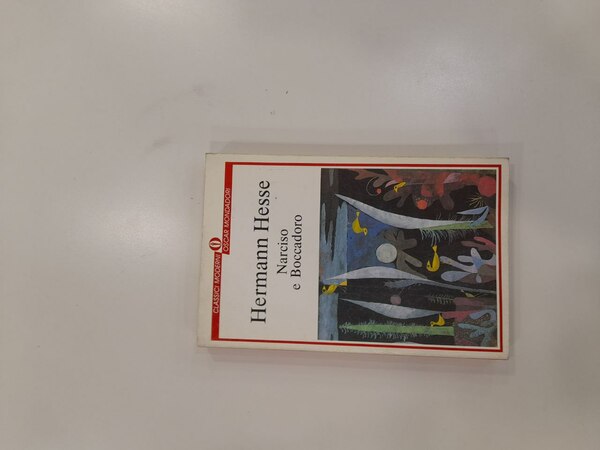 CLASSICI MODERNI
OSCAR MONDADORI
Hermann Hesse
Narciso
e Boccadoro